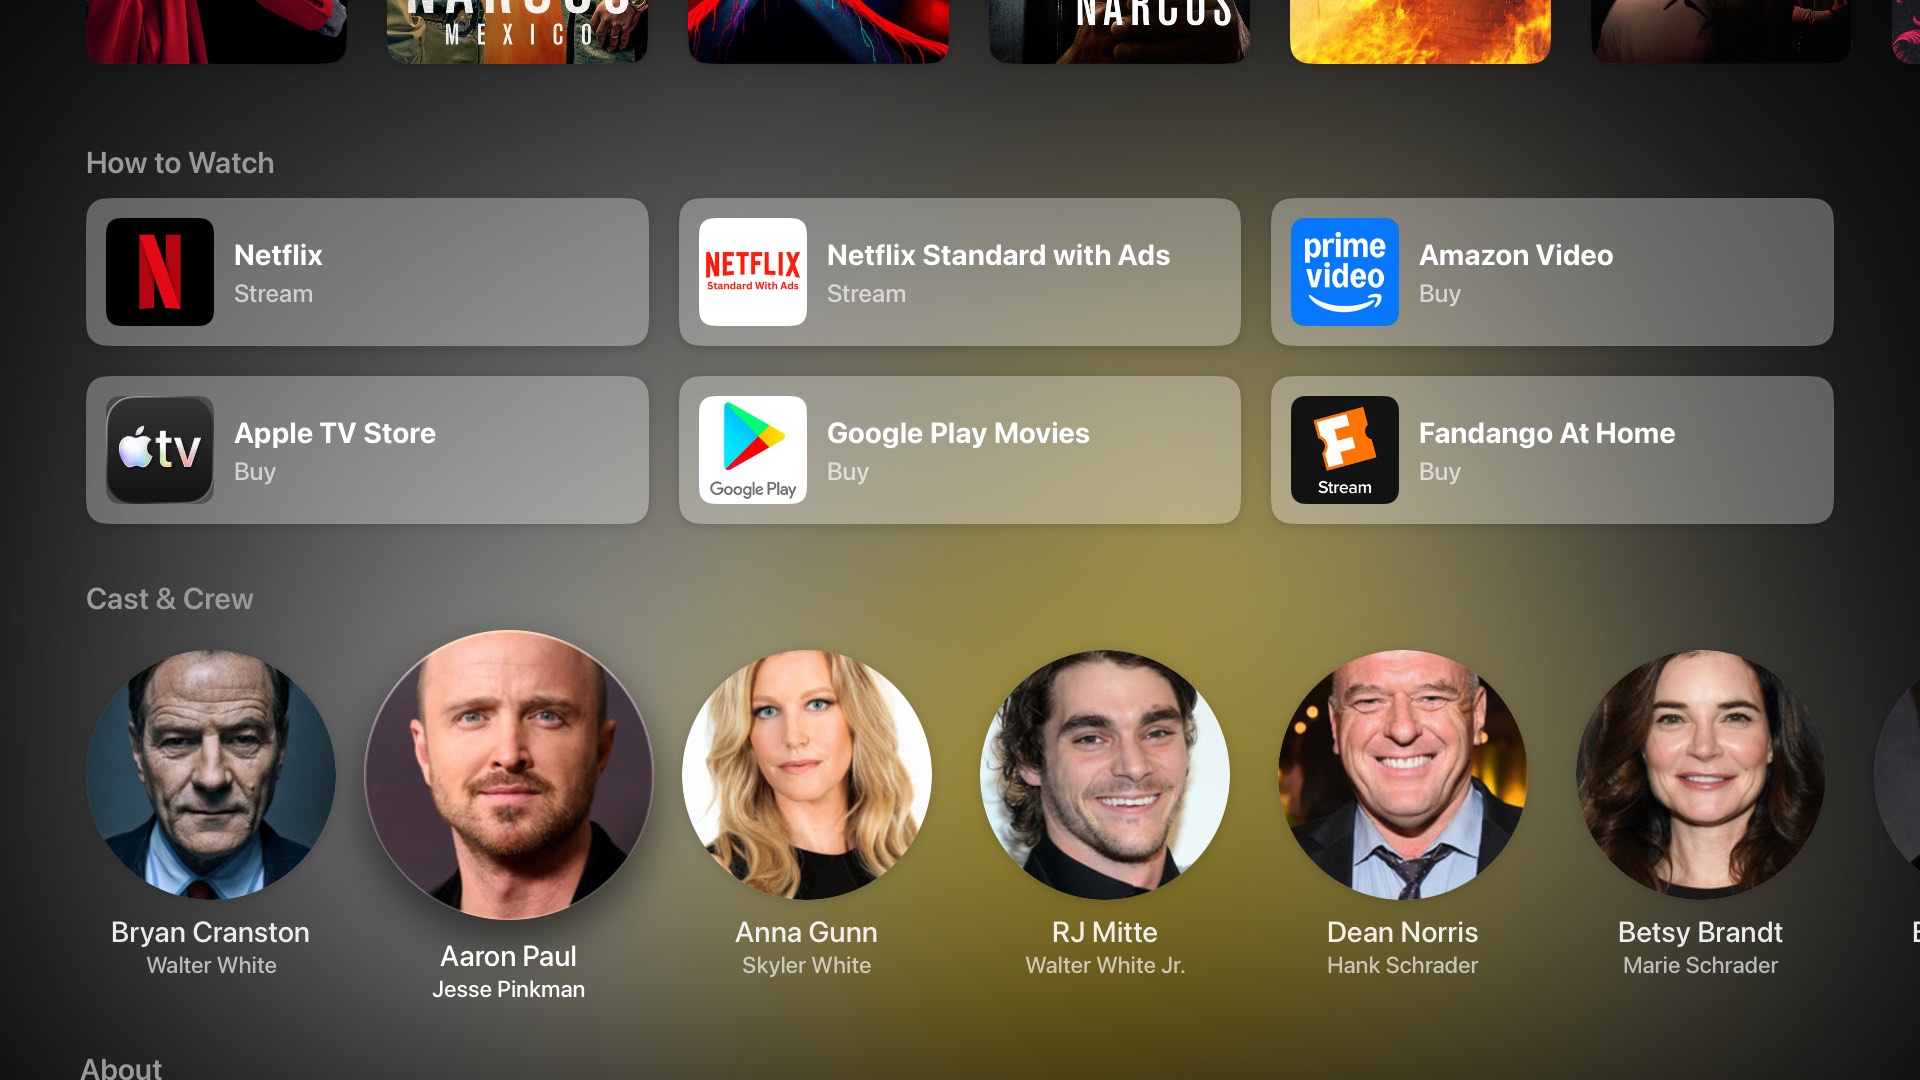 NARCOS
MEXICO
NARCOS
How to Watch
Netflix
Stream
NETFLIX
Standard With Ads
Netflix Standard with Ads
Stream
prime
video
Amazon Video
Buy
tv
Apple TV Store
Buy
Google Play
Google Play Movies
Buy
Stream
Fandango At Home
Buy
Cast & Crew
Bryan Cranston
Walter White
Aaron Paul
Jesse Pinkman
Anna Gunn
Skyler White
RJ Mitte
Walter White Jr.
Dean Norris
Hank Schrader
Betsy Brandt
Marie Schrader
About